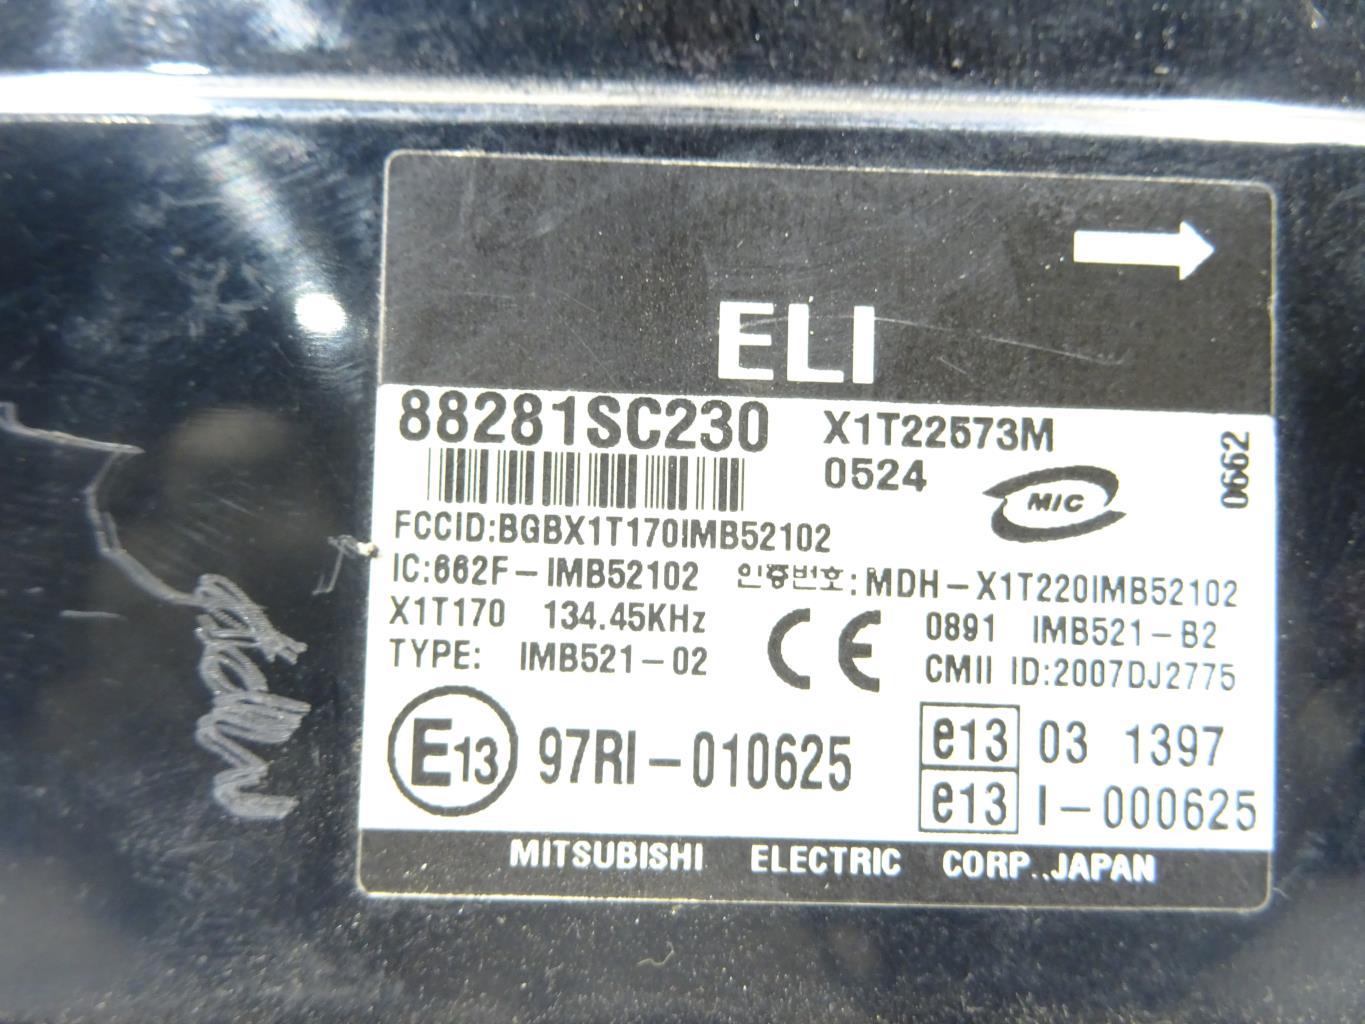 ELI
88281SC230 X1T22573M
0524
MIC
0662
FCCID:BGBX1T170IMB52102
IC:662F-IMB52102 인증번호:MDH-X1T220IMB52102
X1T170 134.45KHz
TYPE: IMB521-02
CE 0891 IMB521-B2
CMII ID:2007DJ2775
E13 97RI-010625
e13 03 1397
e13 I-000625
MITSUBISHI ELECTRIC CORP..JAPAN